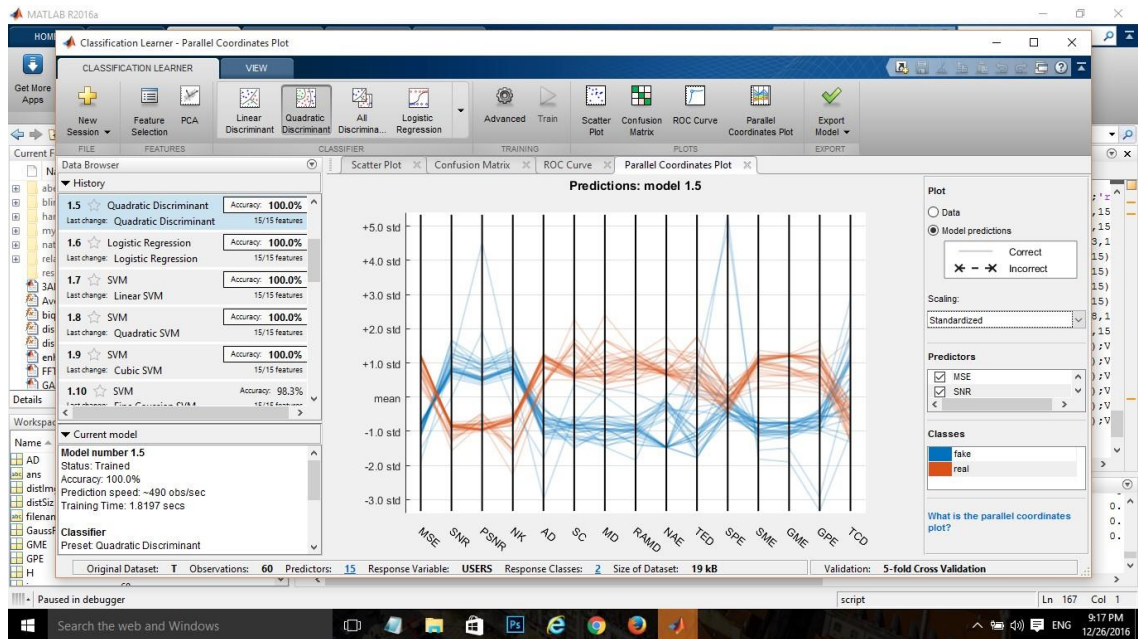 MATLAB R2016a
HOM
Classification Learner - Parallel Coordinates Plot
CLASSIFICATION LEARNER
VIEW
Get More
Apps
New
Session
Feature
Selection
PCA
Linear
Discriminant
Quadratic
Discriminant
All
Discrimina...
Logistic
Regression
Advanced
Train
Scatter
Plot
Confusion
Matrix
ROC Curve
Parallel
Coordinates Plot
Export
Model
FILE
FEATURES
CLASSIFIER
TRAINING
PLOTS
EXPORT
Current F
Data Browser
Scatter Plot
Confusion Matrix
ROC Curve
Parallel Coordinates Plot
History
1.5 Quadratic Discriminant Accuracy: 100.0%
Last change: Quadratic Discriminant 15/15 features
1.6 Logistic Regression Accuracy: 100.0%
Last change: Logistic Regression 15/15 features
1.7 SVM Accuracy: 100.0%
Last change: Linear SVM 15/15 features
1.8 SVM Accuracy: 100.0%
Last change: Quadratic SVM 15/15 features
1.9 SVM Accuracy: 100.0%
Last change: Cubic SVM 15/15 features
1.10 SVM Accuracy: 98.3%
Details
Workspac
Name
AD
ans
distIm
distSiz
filenan
GaussF
GME
GPE
H
Current model
Model number 1.5
Status: Trained
Accuracy: 100.0%
Prediction speed: ~490 obs/sec
Training Time: 1.8197 secs
Classifier
Preset: Quadratic Discriminant
Predictions: model 1.5
+5.0 std
+4.0 std
+3.0 std
+2.0 std
+1.0 std
mean
-1.0 std
-2.0 std
-3.0 std
MSE SNR PSNR NK AD SC MD RAMD NAE TED SPE SME GME GPE TCD
Plot
Data
Model predictions
Correct
Incorrect
Scaling:
Standardized
Predictors
MSE
SNR
Classes
fake
real
What is the parallel coordinates
plot?
Original Dataset: T Observations: 60 Predictors: 15 Response Variable: USERS Response Classes: 2 Size of Dataset: 19 kB
Validation: 5-fold Cross Validation
Paused in debugger
script
Ln 167 Col 1
Search the web and Windows
Ps
ENG
9:17 PM
12/26/2016